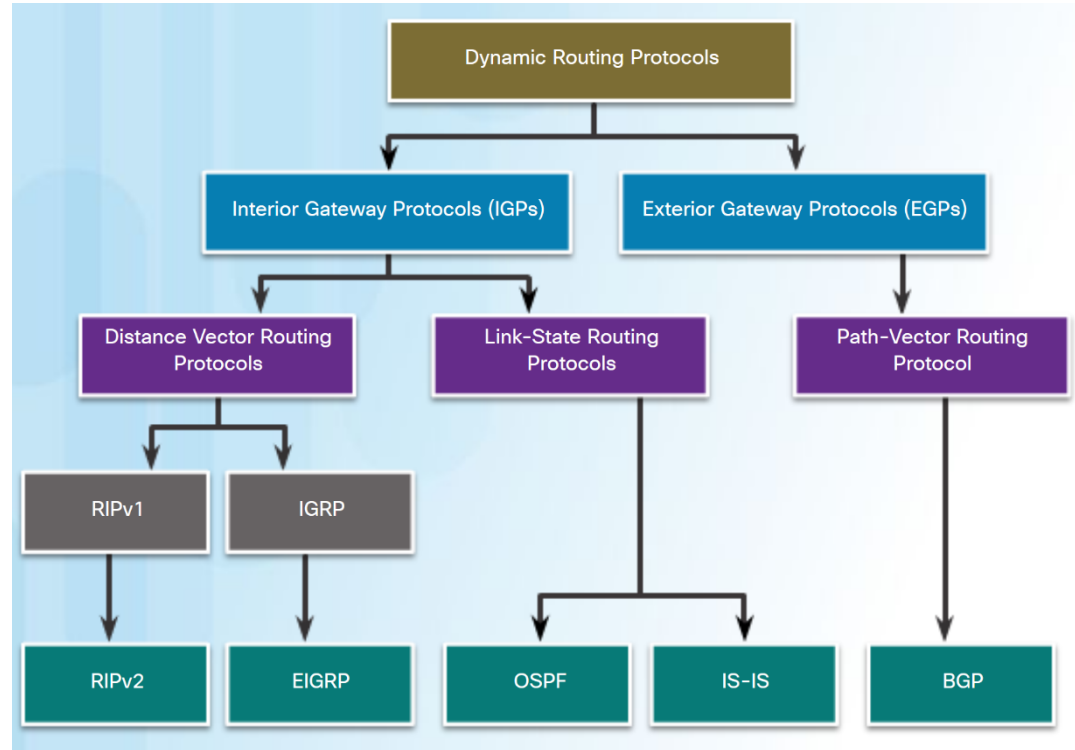 Dynamic Routing Protocols
Interior Gateway Protocols (IGPs)
Exterior Gateway Protocols (EGPs)
Distance Vector Routing
Protocols
Link-State Routing
Protocols
Path-Vector Routing
Protocol
RIPv1
IGRP
RIPv2
EIGRP
OSPF
IS-IS
BGP